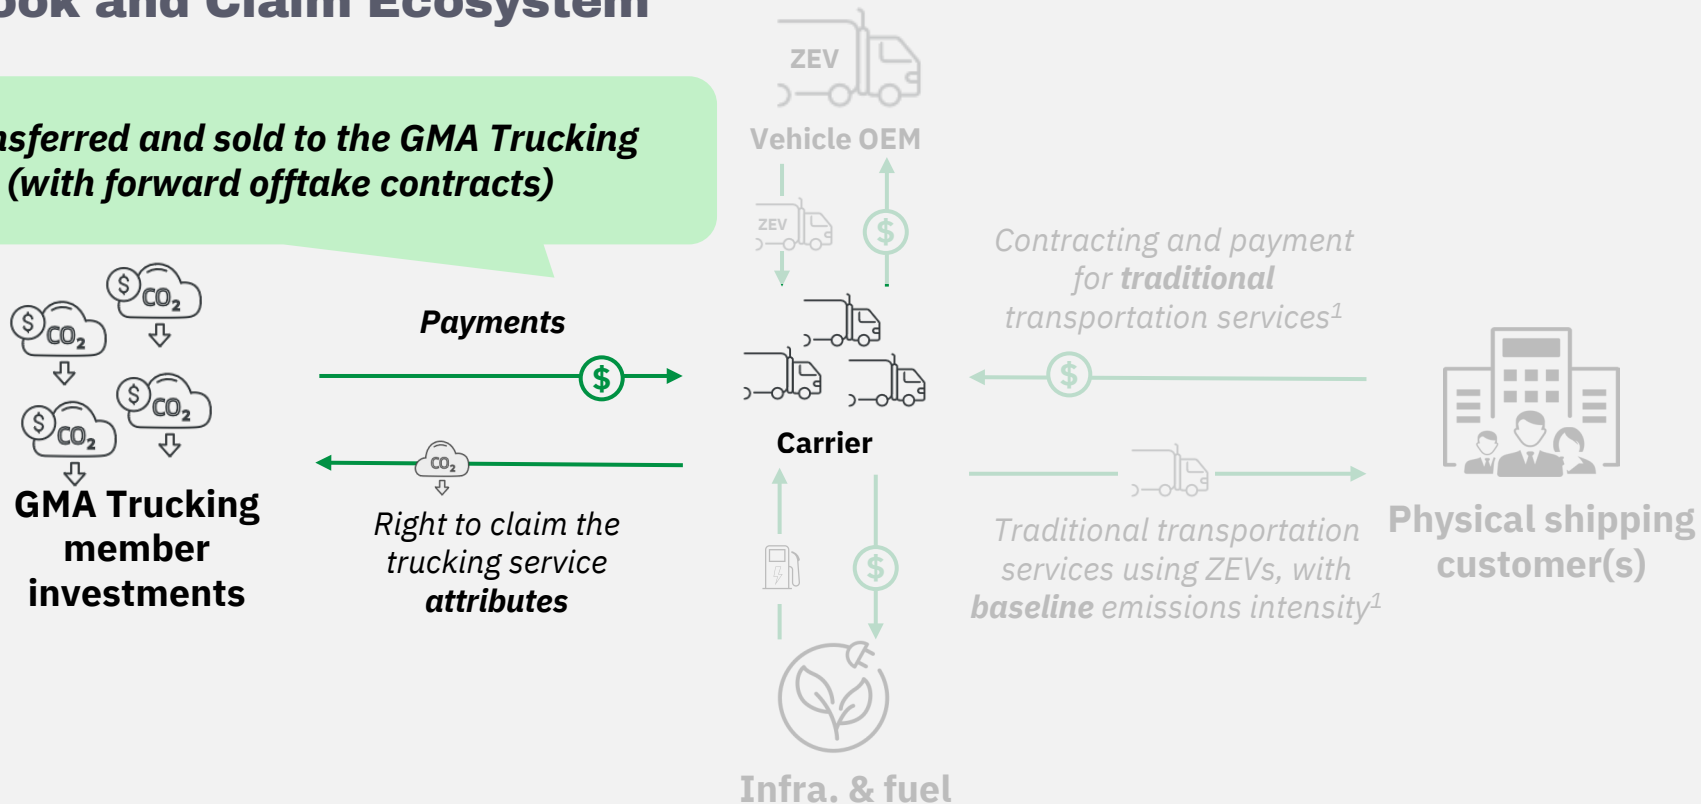 ook and Claim Ecosystem
nsferred and sold to the GMA Trucking
(with forward offtake contracts)
ZEV
Vehicle OEM
ZEV
$
Contracting and payment
for traditional
transportation services1
$
CO2
$
CO2
$
CO2
$
CO2
Payments
$
$
Carrier
CO2
GMA Trucking
member
investments
Right to claim the
trucking service
attributes
$
Traditional transportation
services using ZEVs, with
baseline emissions intensity1
Physical shipping
customer(s)
Infra. & fuel